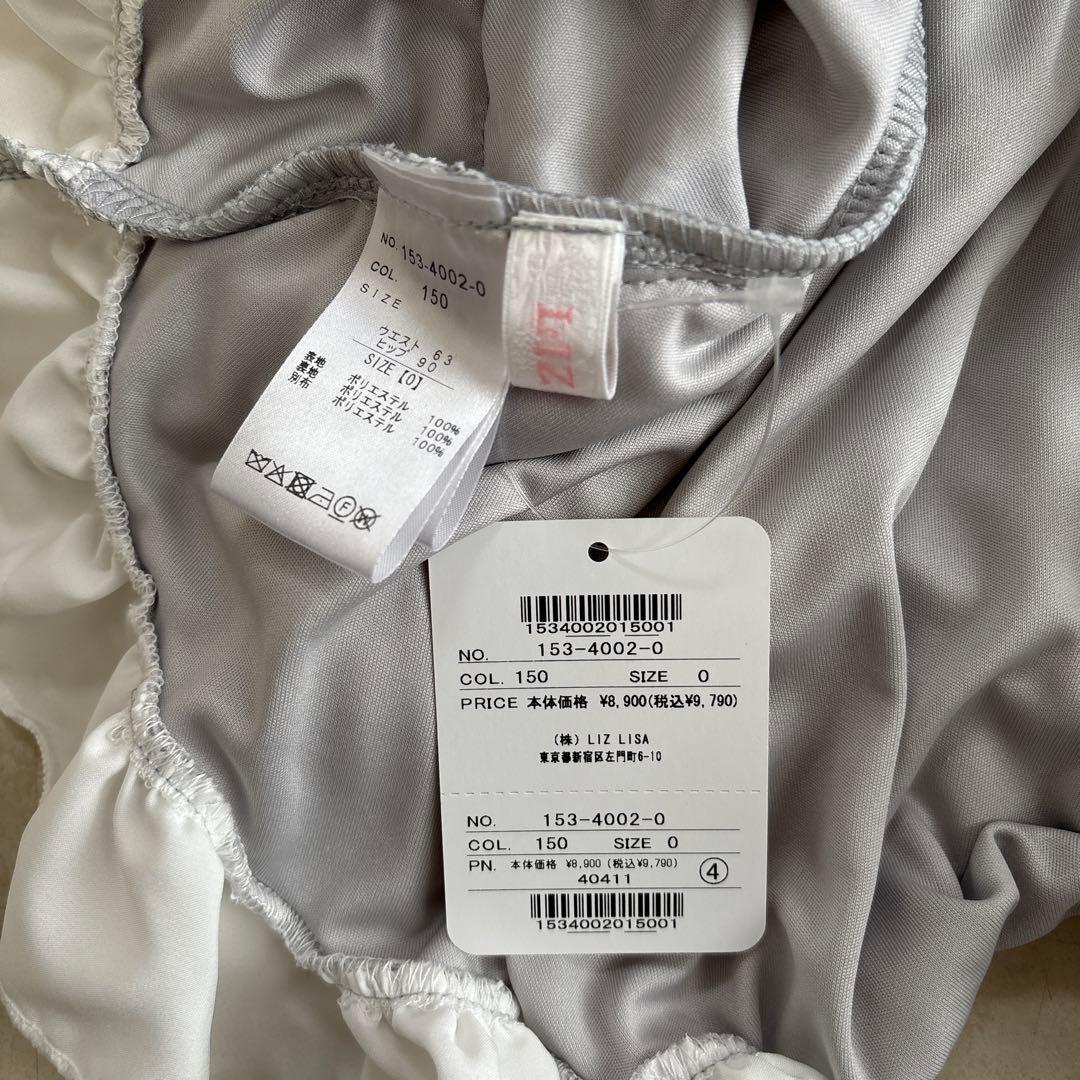 NO. 153-4002-0
COL. 150
SIZE
ウエスト 63
ヒップ 90
SIZE【0】
表地 ポリエステル 100%
裏地 ポリエステル 100%
別布 ポリエステル 100%
F
LIZ
1534002015001
NO. 153-4002-0
COL. 150 SIZE 0
PRICE 本体価格 ¥8,900(税込¥9,790)
(株) LIZ LISA
東京都新宿区左門町6-10
NO. 153-4002-0
COL. 150 SIZE 0
PN. 本体価格 ¥8,900 (税込¥9,790)
40411 ④
1534002015001